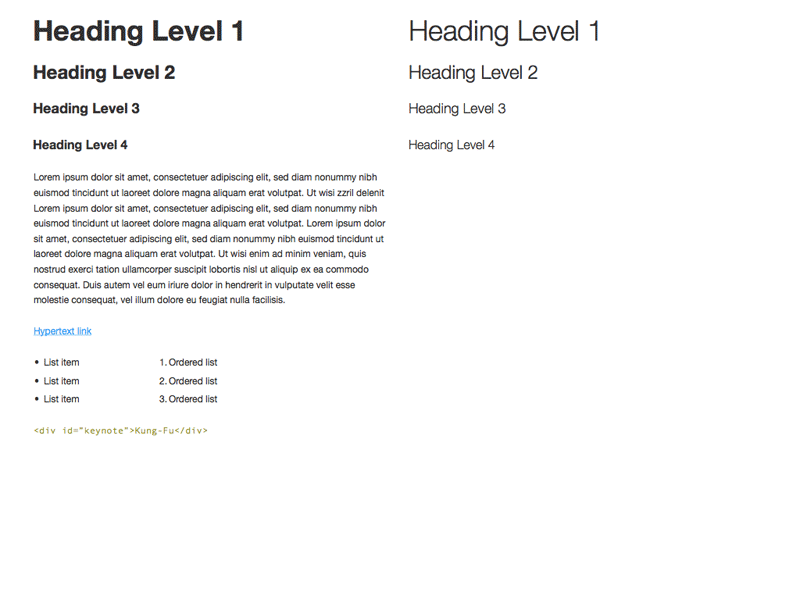 Heading Level 1
Heading Level 2
Heading Level 3
Heading Level 4
Lorem ipsum dolor sit amet, consectetuer adipiscing elit, sed diam nonummy nibh
euismod tincidunt ut laoreet dolore magna aliquam erat volutpat. Ut wisi zzril delenit
Lorem ipsum dolor sit amet, consectetuer adipiscing elit, sed diam nonummy nibh
euismod tincidunt ut laoreet dolore magna aliquam erat volutpat. Lorem ipsum dolor
sit amet, consectetuer adipiscing elit, sed diam nonummy nibh euismod tincidunt ut
laoreet dolore magna aliquam erat volutpat. Ut wisi enim ad minim veniam, quis
nostrud exerci tation ullamcorper suscipit lobortis nisl ut aliquip ex ea commodo
consequat. Duis autem vel eum iriure dolor in hendrerit in vulputate velit esse
molestie consequat, vel illum dolore eu feugiat nulla facilisis.
Hypertext link
• List item
• List item
• List item
1. Ordered list
2. Ordered list
3. Ordered list
<div id="keynote">Kung-Fu</div>
Heading Level 1
Heading Level 2
Heading Level 3
Heading Level 4